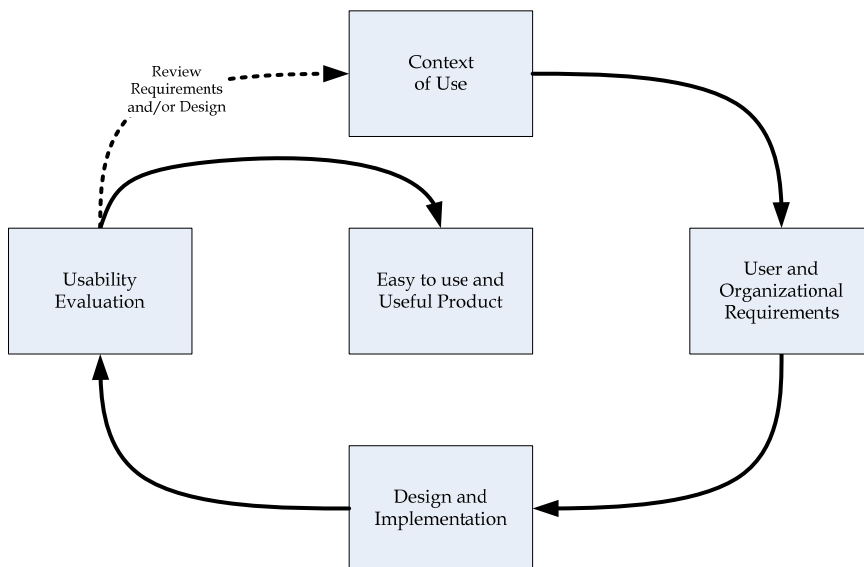 Review
Requirements
and/or Design
Context
of Use
Usability
Evaluation
Easy to use and
Useful Product
User and
Organizational
Requirements
Design and
Implementation